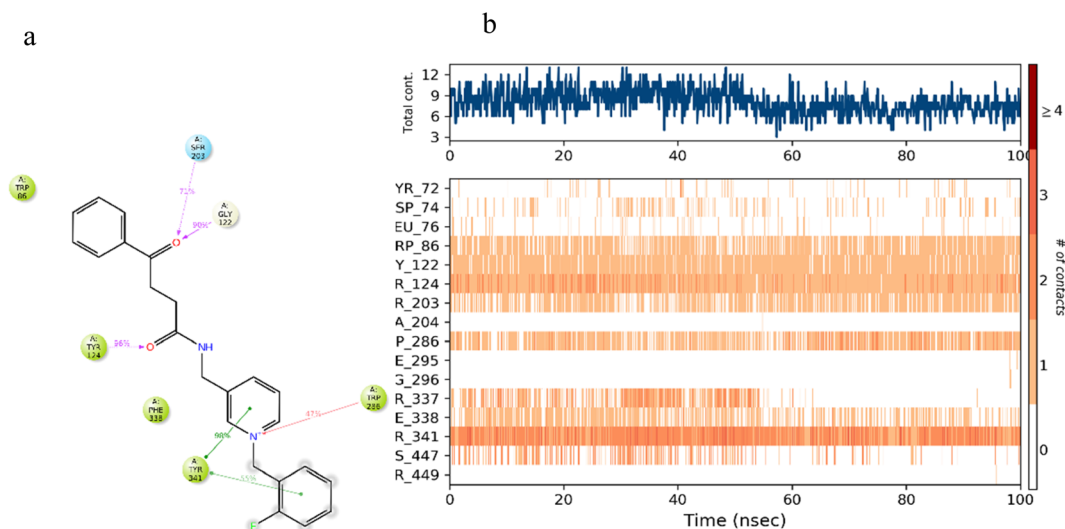 a
b
A:
SER
203
71%
A:
TRP
86
A:
GLY
122
90%
O
A:
TYR
124
96%
O
NH
A:
PHE
338
A:
TRP
286
47%
N+
98%
A:
TYR
341
F
Total cont.
12
9
6
3
0
20
40
60
80
100
YR_72
SP_74
EU_76
RP_86
Y_122
R_124
R_203
A_204
P_286
E_295
G_296
R_337
E_338
R_341
S_447
R_449
0
20
40
60
80
100
Time (nsec)
≥4
3
2
1
0
# of contacts